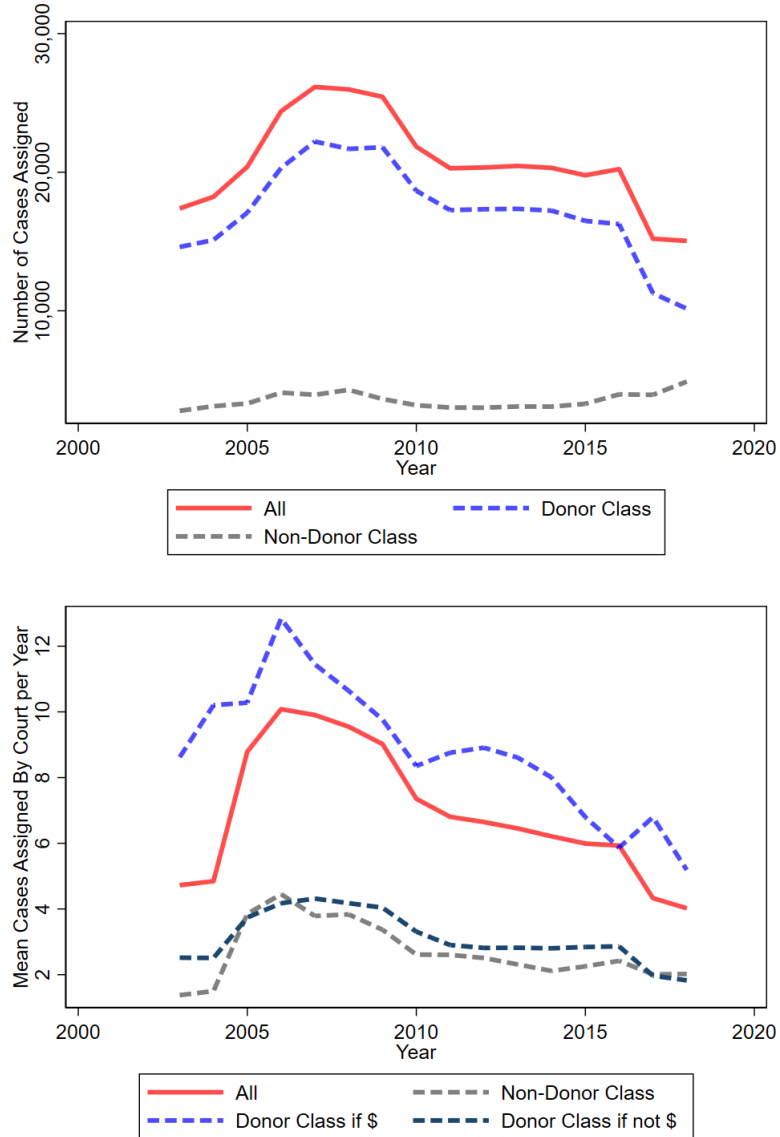 Number of Cases Assigned
30,000
20,000
10,000
2000 2005 2010 2015 2020
Year
All Donor Class
Non-Donor Class
Mean Cases Assigned By Court per Year
12
10
8
6
4
2
2000 2005 2010 2015 2020
Year
All Non-Donor Class
Donor Class if $ Donor Class if not $